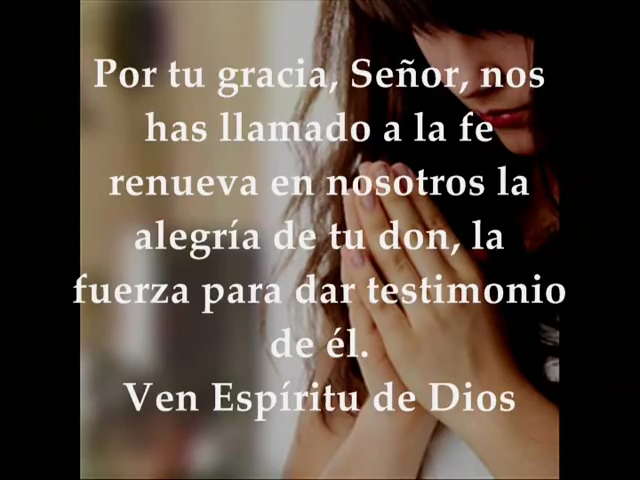 Por tu gracia, Señor, nos
has llamado a la fe
renueva en nosotros la
alegría de tu don, la
fuerza para dar testimonio
de él.
Ven Espíritu de Dios